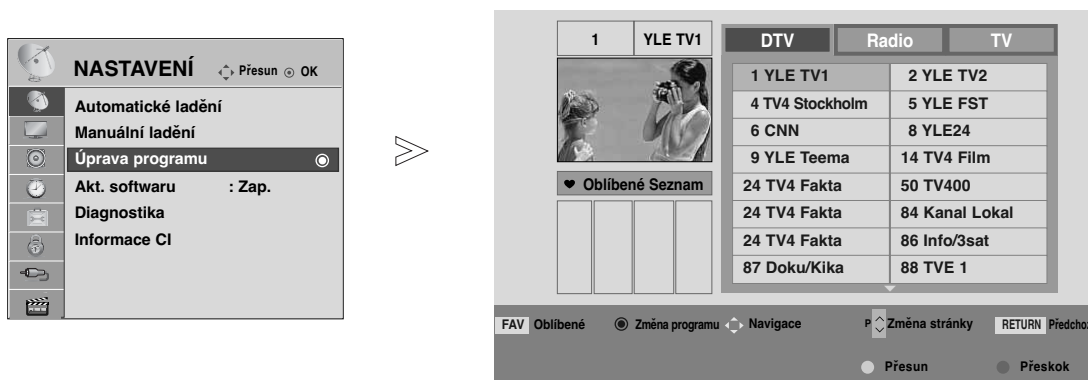 NASTAVENÍ Přesun OK
Automatické ladění
Manuální ladění
Úprava programu
Akt. softwaru : Zap.
Diagnostika
Informace CI
1 YLE TV1
Oblíbené Seznam
DTV Radio TV
1 YLE TV1 2 YLE TV2
4 TV4 Stockholm 5 YLE FST
6 CNN 8 YLE24
9 YLE Teema 14 TV4 Film
24 TV4 Fakta 50 TV400
24 TV4 Fakta 84 Kanal Lokal
24 TV4 Fakta 86 Info/3sat
87 Doku/Kika 88 TVE 1
FAV Oblíbené Změna programu Navigace P Změna stránky RETURN Předchoz
Přesun Přeskok